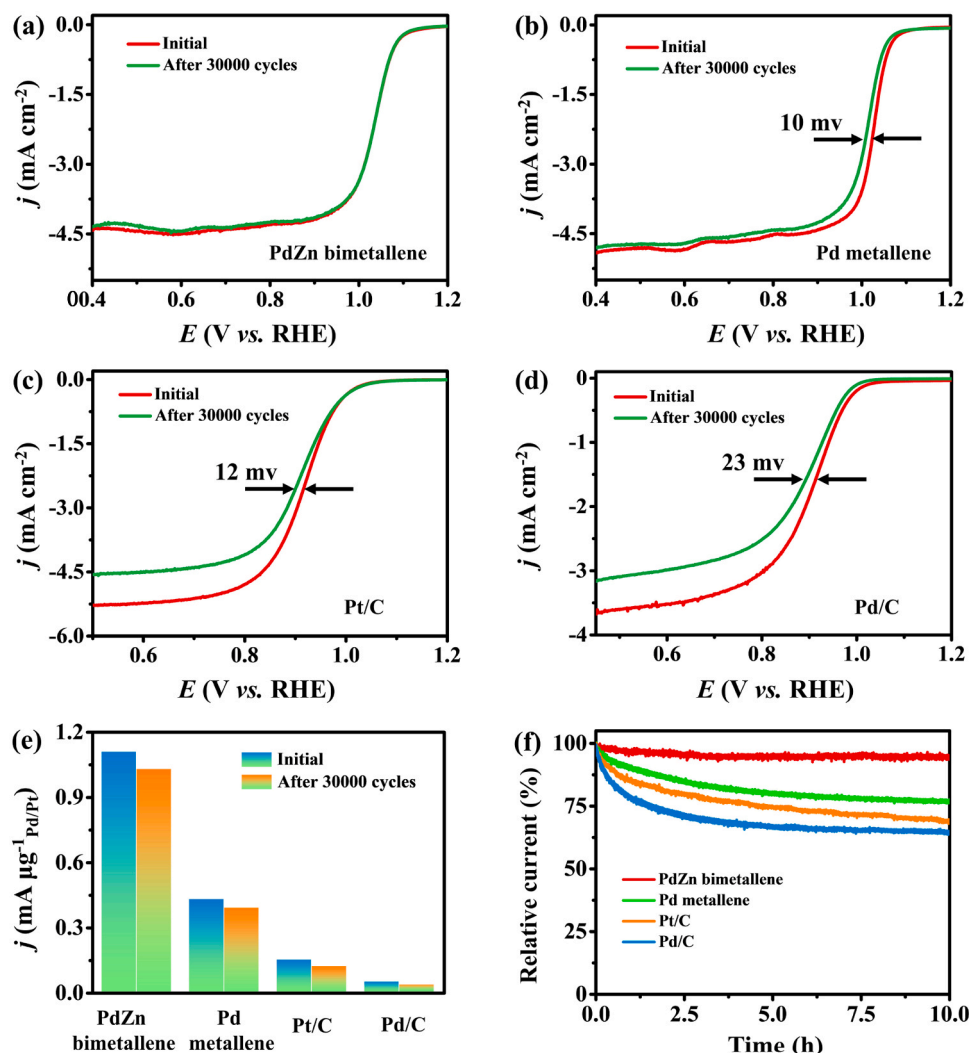 (a)
0.0
-1.5
-3.0
-4.5
j (mA cm-2)
Initial
After 30000 cycles
PdZn bimetallene
00.4 0.6 0.8 1.0 1.2
E (V vs. RHE)
(b)
0.0
-1.5
-3.0
-4.5
j (mA cm-2)
Initial
After 30000 cycles
10 mv
Pd metallene
0.4 0.6 0.8 1.0 1.2
E (V vs. RHE)
(c)
0.0
-1.5
-3.0
-4.5
-6.0
j (mA cm-2)
Initial
After 30000 cycles
12 mv
Pt/C
0.6 0.8 1.0 1.2
E (V vs. RHE)
(d)
0
-1
-2
-3
-4
j (mA cm-2)
Initial
After 30000 cycles
23 mv
Pd/C
0.6 0.8 1.0 1.2
E (V vs. RHE)
(e)
1.2
0.9
0.6
0.3
0.0
j (mA μg-1Pd/Pt)
Initial
After 30000 cycles
PdZn
bimetallene
Pd
metallene
Pt/C
Pd/C
(f)
100
75
50
25
0
Relative current (%)
PdZn bimetallene
Pd metallene
Pt/C
Pd/C
0.0 2.5 5.0 7.5 10.0
Time (h)